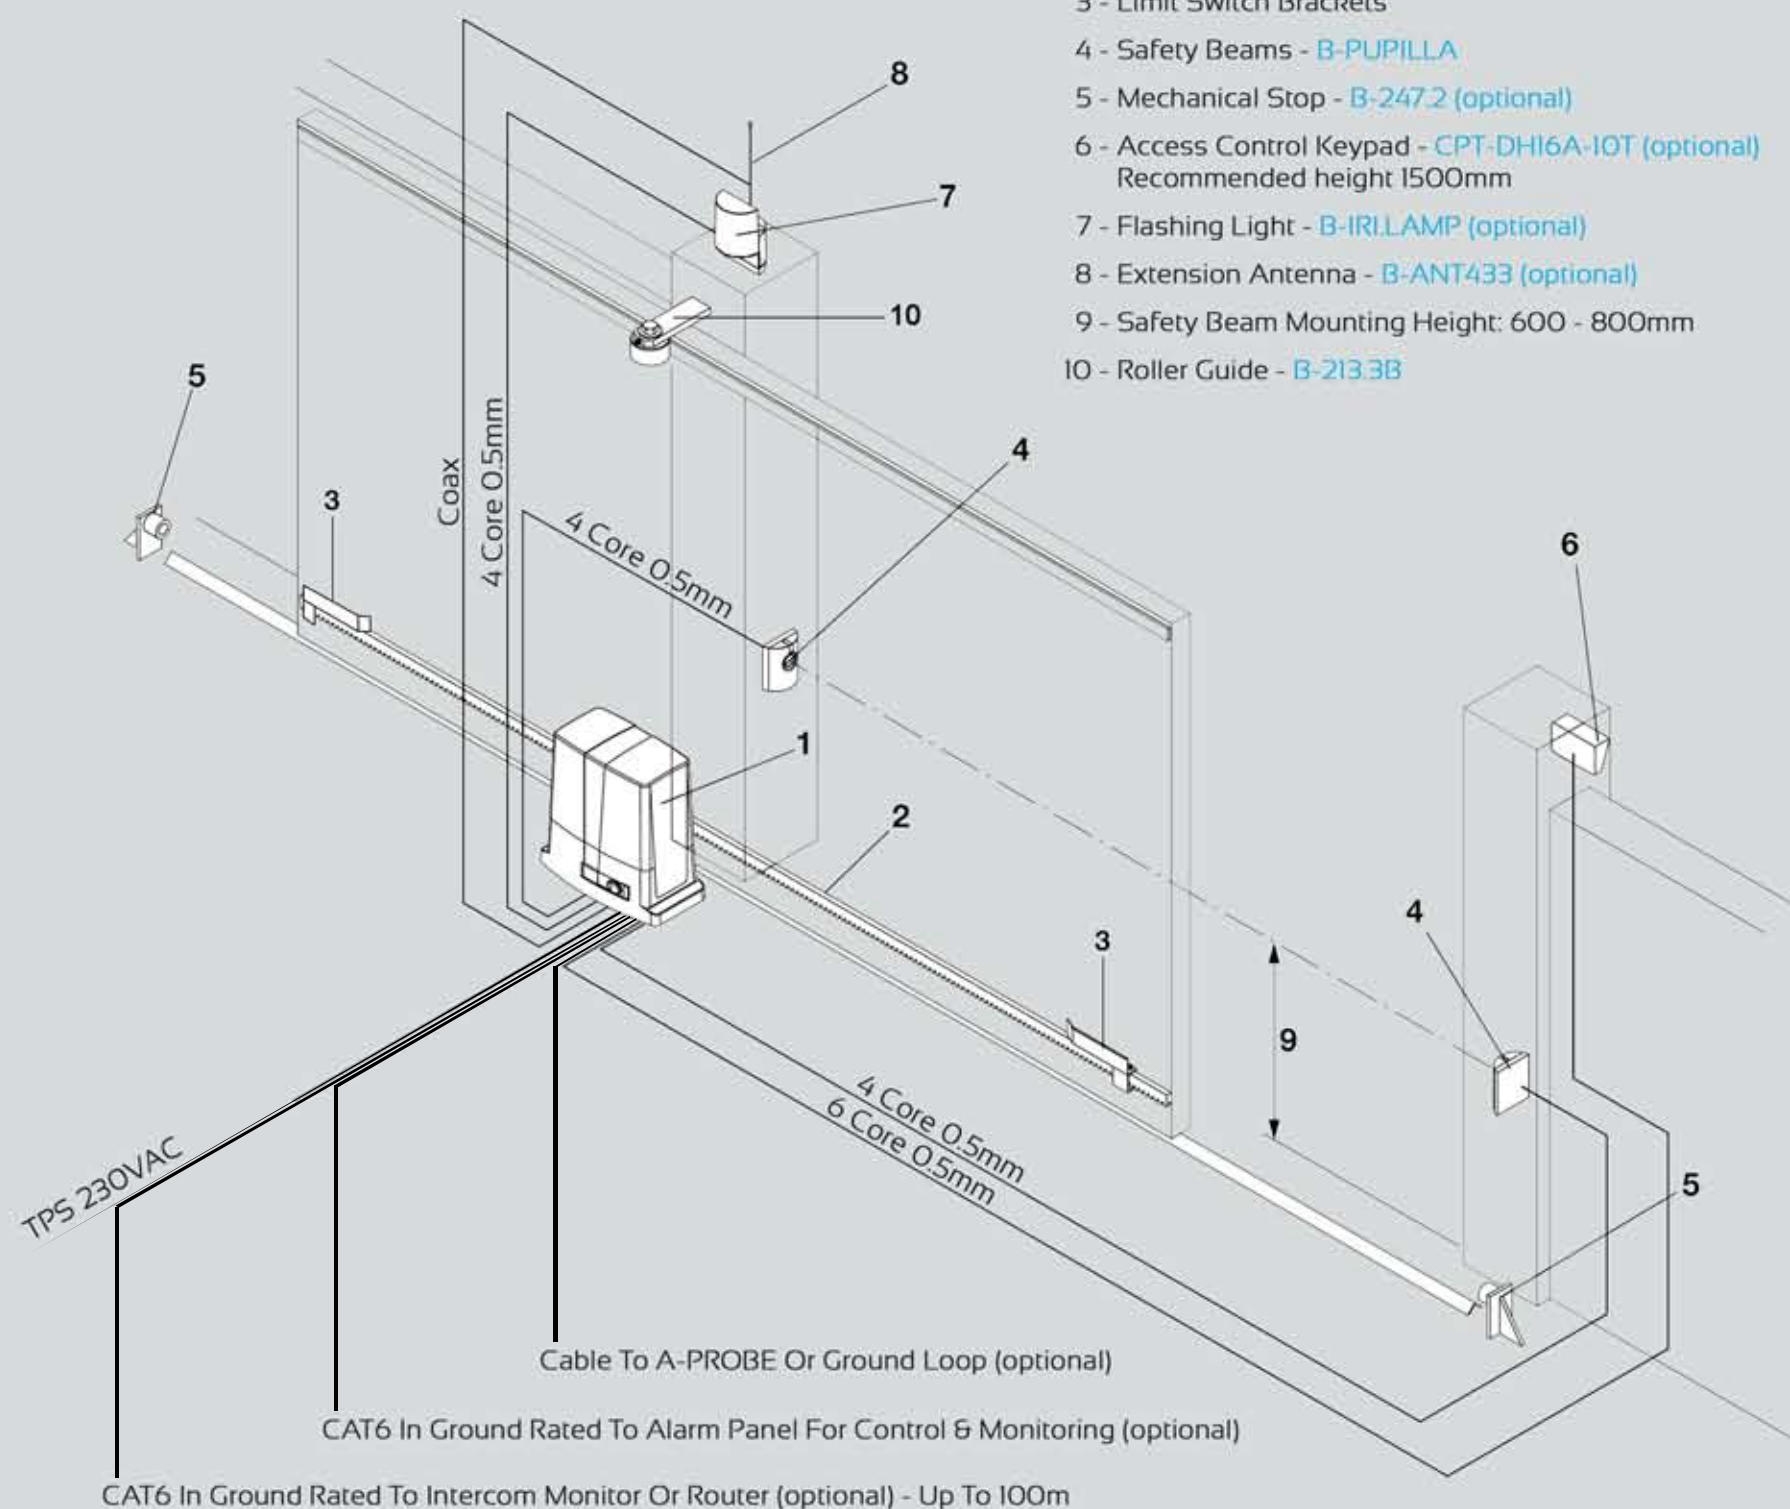 3 - Limit Switch Brackets
4 - Safety Beams - B-PUPILLA
5 - Mechanical Stop - B-247.2 (optional)
6 - Access Control Keypad - CPT-DH16A-10T (optional)
Recommended height 1500mm
7 - Flashing Light - B-IRI.LAMP (optional)
8 - Extension Antenna - B-ANT433 (optional)
9 - Safety Beam Mounting Height: 600 - 800mm
10 - Roller Guide - B-213.3B
8
7
10
5
4
3
6
Coax
4 Core 0.5mm
4 Core 0.5mm
1
2
4
3
9
5
4 Core 0.5mm
6 Core 0.5mm
TPS 230VAC
Cable To A-PROBE Or Ground Loop (optional)
CAT6 In Ground Rated To Alarm Panel For Control & Monitoring (optional)
CAT6 In Ground Rated To Intercom Monitor Or Router (optional) - Up To 100m